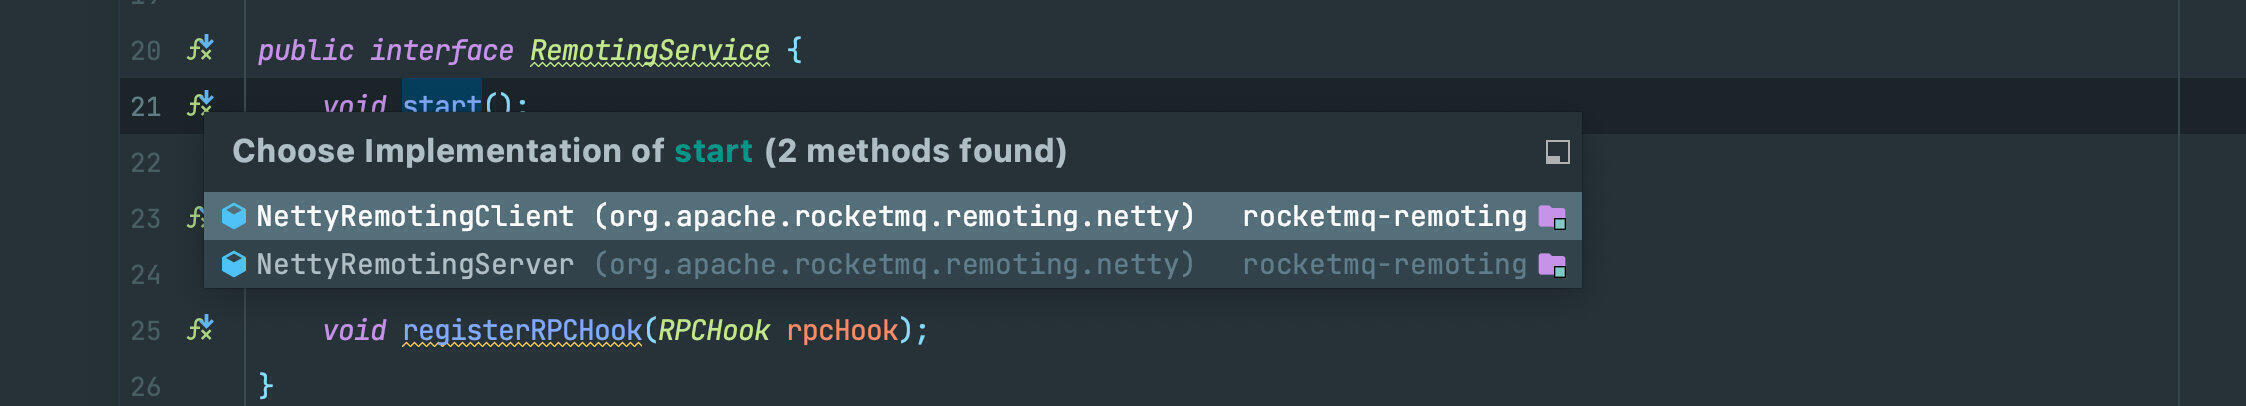 20 public interface RemotingService {
21 void start();
Choose Implementation of start (2 methods found)
22
NettyRemotingClient (org.apache.rocketmq.remoting.netty) rocketmq-remoting
23
NettyRemotingServer (org.apache.rocketmq.remoting.netty) rocketmq-remoting
24
25 void registerRPCHook(RPCHook rpcHook);
26 }